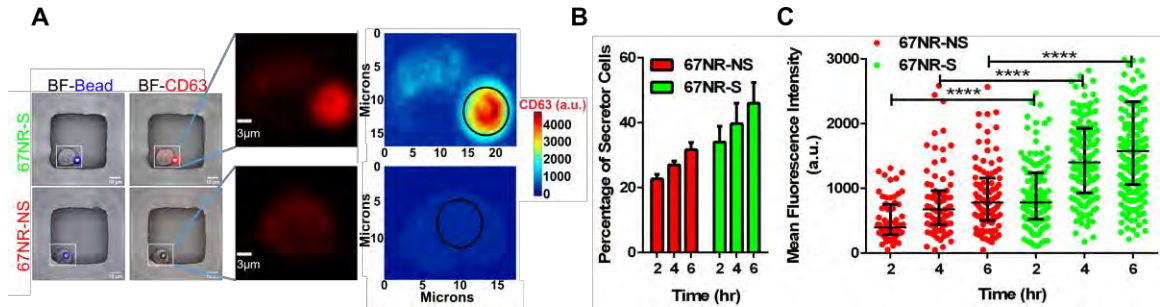 A
BF-Bead
BF-CD63
67NR-S
67NR-NS
3μm
3μm
0
5
10
15
0
5
10
15
20
Microns
CD63 (a.u.)
4000
3000
2000
1000
0
0
5
10
15
0
5
10
15
Microns
Microns
B
Percentage of Secretor Cells
60
40
20
0
67NR-NS
67NR-S
2
4
6
2
4
6
Time (hr)
C
67NR-NS
67NR-S
Mean Fluorescence Intensity
(a.u.)
3000
2000
1000
0
****
****
****
2
4
6
2
4
6
Time (hr)